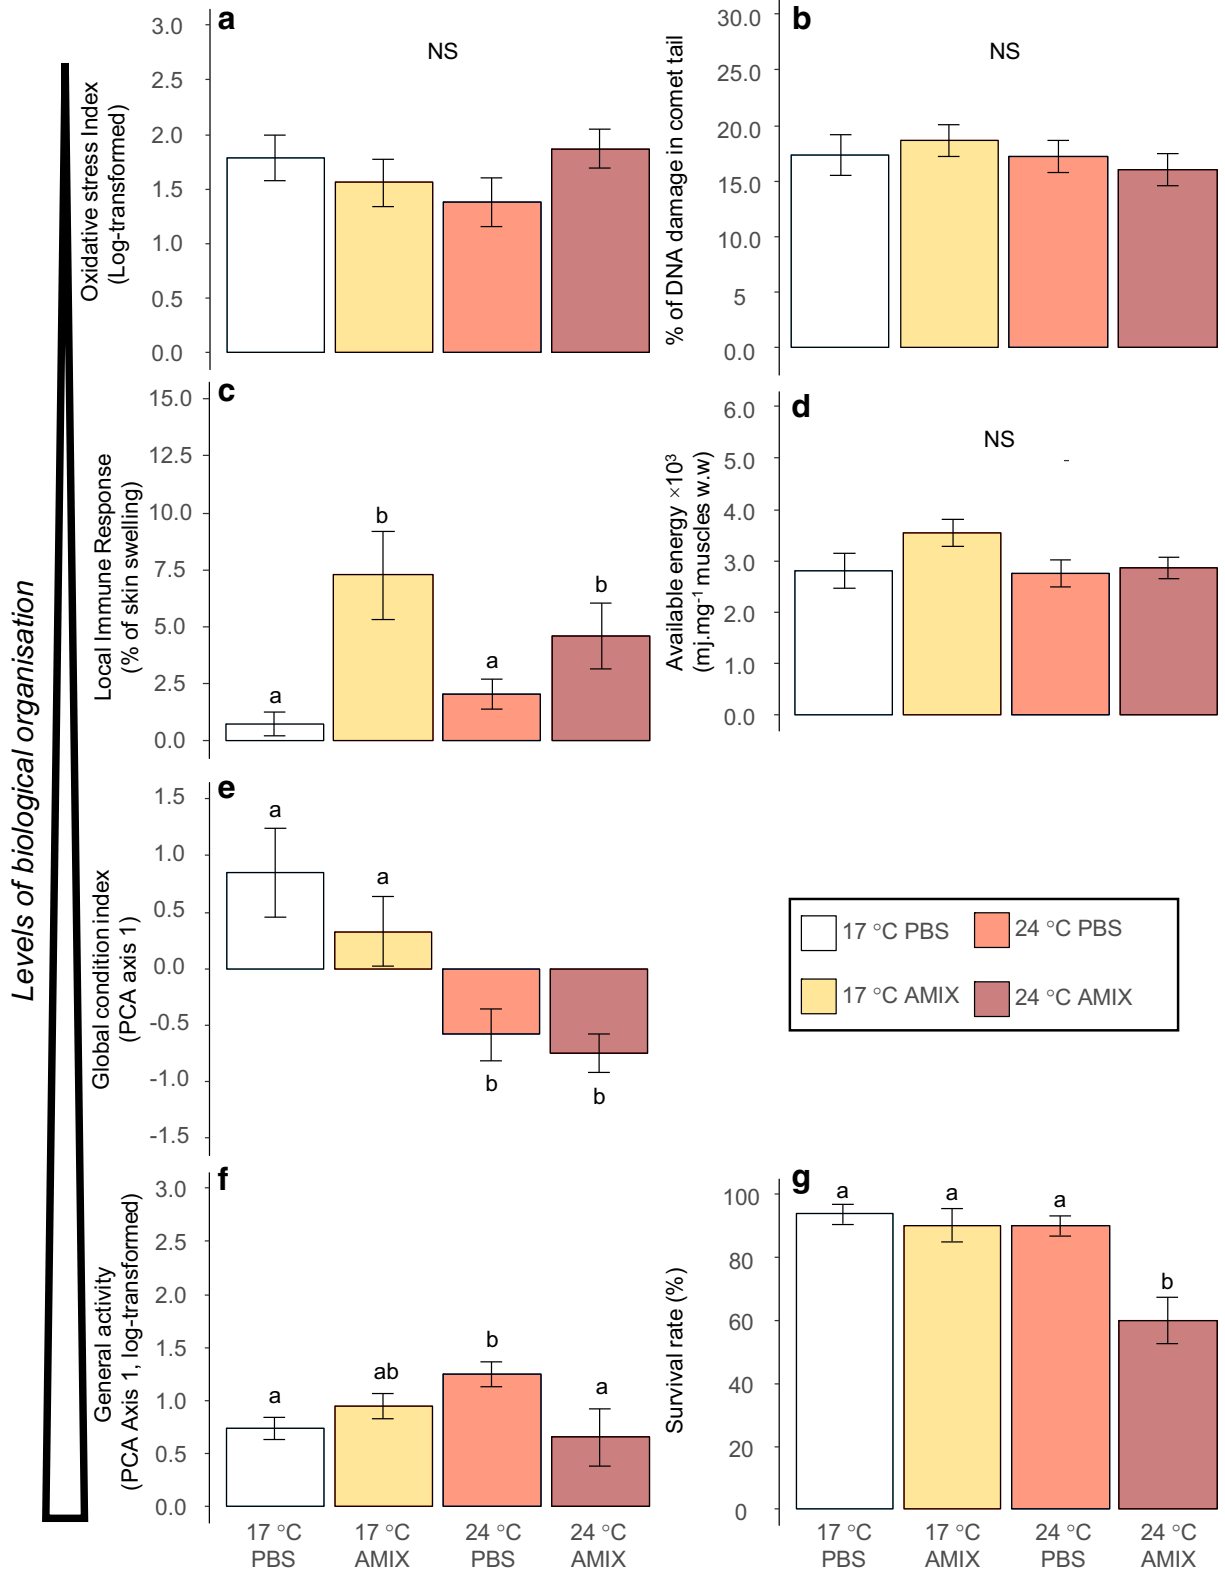 Levels of biological organisation
a
NS
Oxidative stress Index
(Log-transformed)
3.0
2.5
2.0
1.5
1.0
0.5
0.0
b
NS
% of DNA damage in comet tail
30.0
25.0
20.0
15.0
10.0
5
0.0
c
Local Immune Response
(% of skin swelling)
15.0
12.5
10.0
7.5
5.0
2.5
0.0
a
b
a
b
d
NS
Available energy ×10³
(mj.mg⁻¹ muscles w.w)
6.0
5.0
4.0
3.0
2.0
1.0
0.0
e
Global condition index
(PCA axis 1)
1.5
1.0
0.5
0.0
-0.5
-1.0
-1.5
a
a
b
b
17 °C PBS
24 °C PBS
17 °C AMIX
24 °C AMIX
f
General activity
(PCA Axis 1, log-transformed)
3.0
2.5
2.0
1.5
1.0
0.5
0.0
a
ab
b
a
17 °C
PBS
17 °C
AMIX
24 °C
PBS
24 °C
AMIX
g
Survival rate (%)
100
80
60
40
20
0
a
a
a
b
17 °C
PBS
17 °C
AMIX
24 °C
PBS
24 °C
AMIX